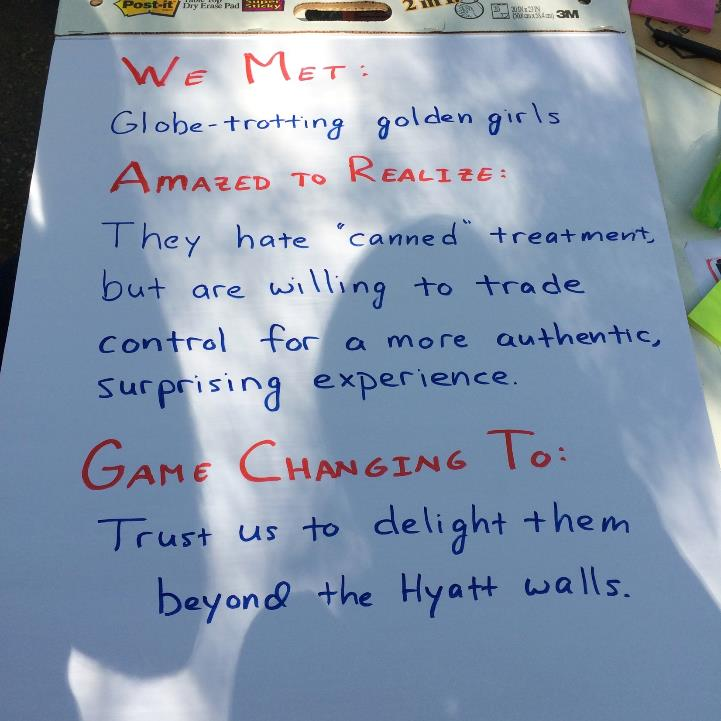 Post-it Dry Erase Pad Super Sticky 2 in 3M
WE MET:
Globe-trotting golden girls
AMAZED TO REALIZE:
They hate "canned" treatment,
but are willing to trade
control for a more authentic,
surprising experience.
GAME CHANGING TO:
Trust us to delight them
beyond the Hyatt walls.